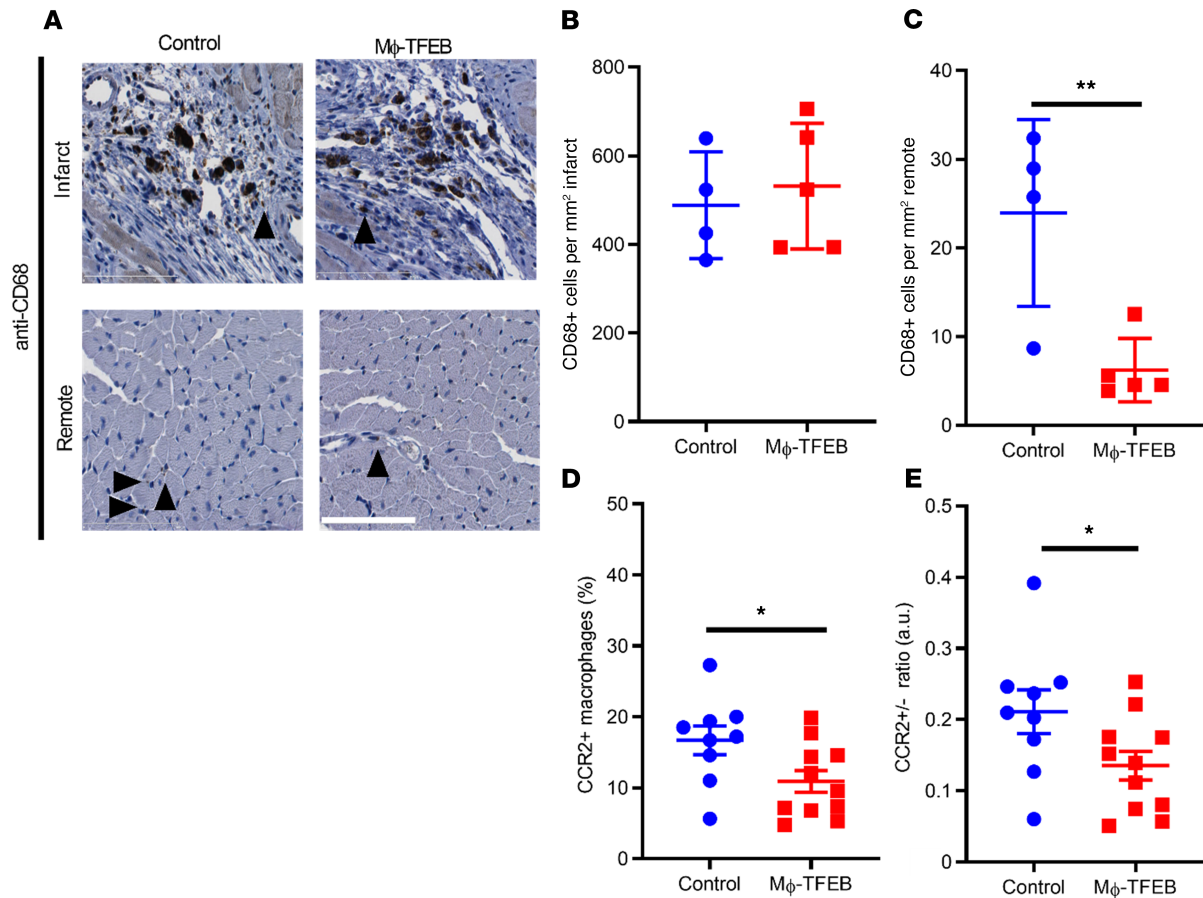 A
Control
Mϕ-TFEB
anti-CD68
Infarct
Remote
B
CD68+ cells per mm² infarct
800
600
400
200
0
Control
Mϕ-TFEB
C
CD68+ cells per mm² remote
40
30
20
10
0
**
Control
Mϕ-TFEB
D
CCR2+ macrophages (%)
50
40
30
20
10
0
*
Control
Mϕ-TFEB
E
CCR2+/- ratio (a.u.)
0.5
0.4
0.3
0.2
0.1
0
*
Control
Mϕ-TFEB